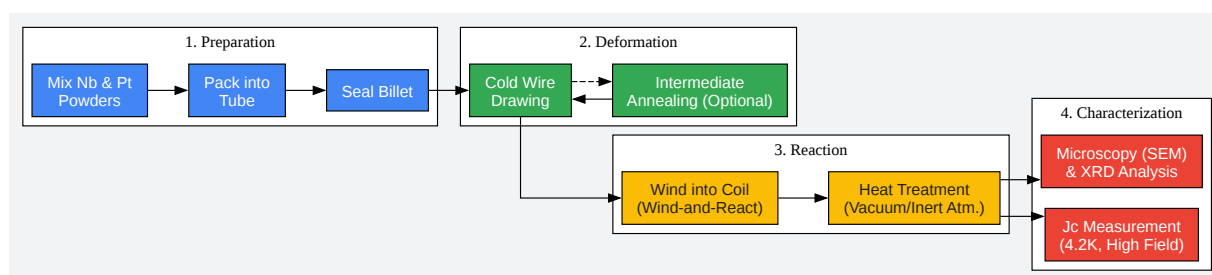 1. Preparation
Mix Nb & Pt
Powders
Pack into
Tube
Seal Billet
2. Deformation
Cold Wire
Drawing
Intermediate
Annealing (Optional)
3. Reaction
Wind into Coil
(Wind-and-React)
Heat Treatment
(Vacuum/Inert Atm.)
4. Characterization
Microscopy (SEM)
& XRD Analysis
Jc Measurement
(4.2K, High Field)